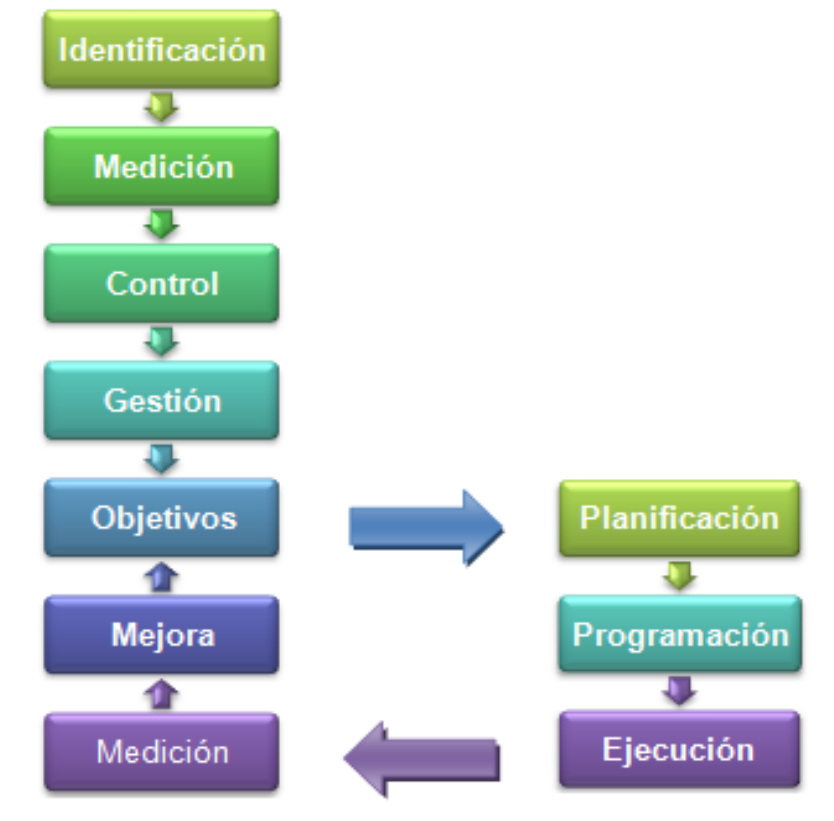 Identificación
Medición
Control
Gestión
Objetivos
Mejora
Medición
Planificación
Programación
Ejecución